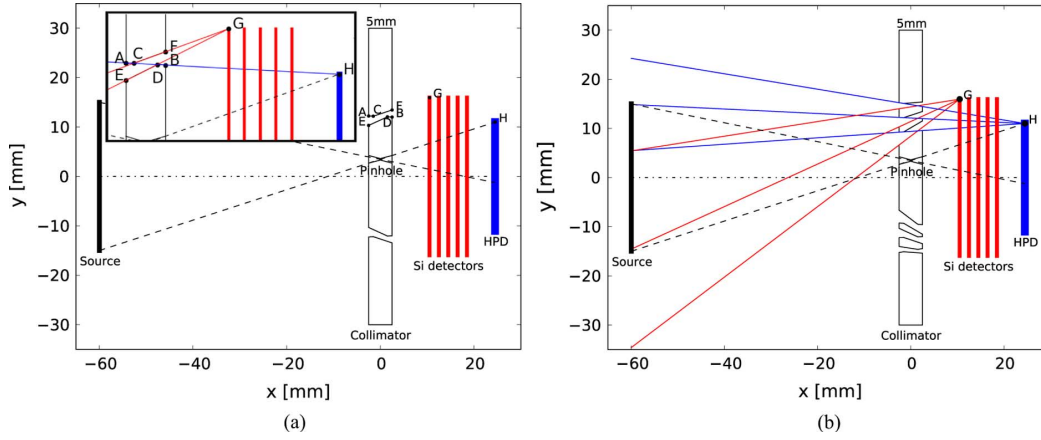 5mm
5mm
30
20
10
0
−10
−20
−30
y [mm]
A
C
F
G
E
D
B
H
G
A
C
F
E
D
B
H
Pinhole
Source
HPD
Si detectors
Collimator
−60
−40
−20
0
20
x [mm]
(a)
30
20
10
0
−10
−20
−30
y [mm]
G
H
Pinhole
Source
HPD
Si detectors
Collimator
−60
−40
−20
0
20
x [mm]
(b)